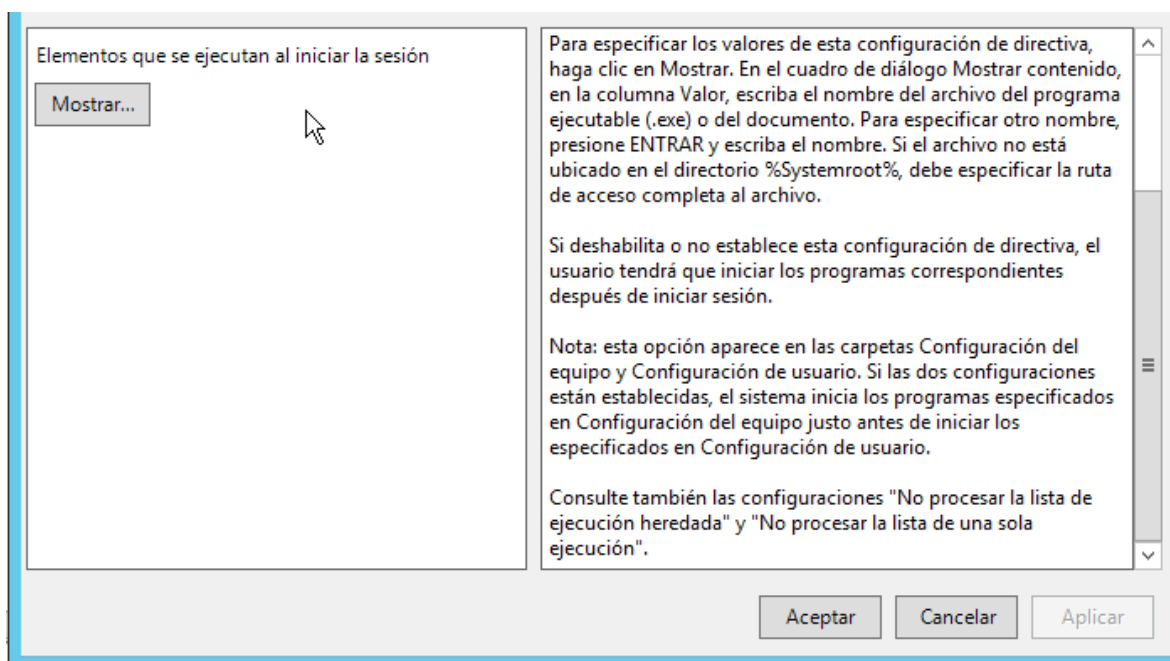 Elementos que se ejecutan al iniciar la sesión
Mostrar...
Para especificar los valores de esta configuración de directiva,
haga clic en Mostrar. En el cuadro de diálogo Mostrar contenido,
en la columna Valor, escriba el nombre del archivo del programa
ejecutable (.exe) o del documento. Para especificar otro nombre,
presione ENTRAR y escriba el nombre. Si el archivo no está
ubicado en el directorio %Systemroot%, debe especificar la ruta
de acceso completa al archivo.
Si deshabilita o no establece esta configuración de directiva, el
usuario tendrá que iniciar los programas correspondientes
después de iniciar sesión.
Nota: esta opción aparece en las carpetas Configuración del
equipo y Configuración de usuario. Si las dos configuraciones
están establecidas, el sistema inicia los programas especificados
en Configuración del equipo justo antes de iniciar los
especificados en Configuración de usuario.
Consulte también las configuraciones "No procesar la lista de
ejecución heredada" y "No procesar la lista de una sola
ejecución".
Aceptar
Cancelar
Aplicar